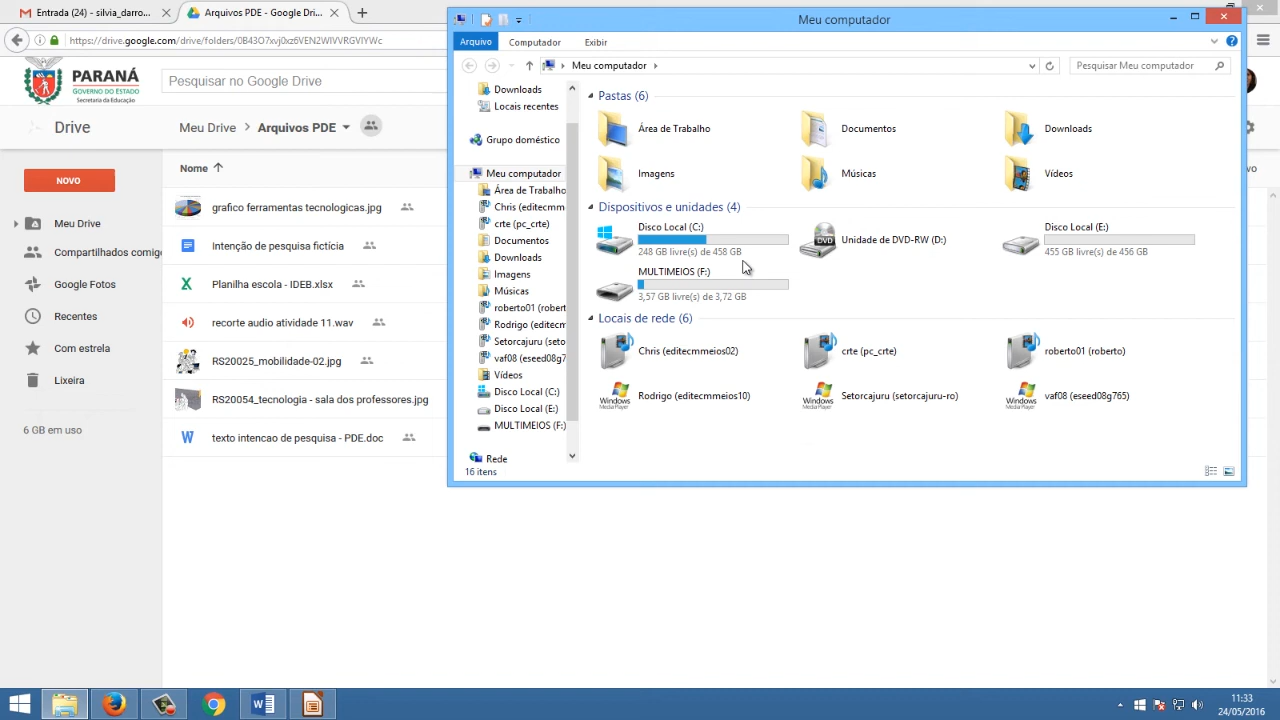 Entrada (24) - silvia_darro...
Arquivos PDE - Google Dri...
https://drive.google.com/drive/folders/0B43O7xvj0xz6VEN2WIVVRGVIYWc
PARANÁ
GOVERNO DO ESTADO
Secretaria da Educação
Pesquisar no Google Drive
Drive
Meu Drive > Arquivos PDE
NOVO
Meu Drive
Compartilhados comigo
Google Fotos
Recentes
Com estrela
Lixeira
6 GB em uso
Nome
grafico ferramentas tecnologicas.jpg
Intenção de pesquisa fictícia
Planilha escola - IDEB.xlsx
recorte audio atividade 11.wav
RS20025_mobilidade-02.jpg
RS20054_tecnologia - sala dos professores.jpg
texto intencao de pesquisa - PDE.doc
Meu computador
Arquivo
Computador
Exibir
Meu computador
Pesquisar Meu computador
Downloads
Locais recentes
Grupo doméstico
Meu computador
Área de Trabalho
Chris (editecmm
crte (pc_crte)
Documentos
Downloads
Imagens
Músicas
roberto01 (robert
Rodrigo (editecm
Setorcajuru (seto
vaf08 (eseed08g7
Vídeos
Disco Local (C:)
Disco Local (E:)
MULTIMEIOS (F:)
Rede
16 itens
Pastas (6)
Área de Trabalho
Documentos
Downloads
Imagens
Músicas
Vídeos
Dispositivos e unidades (4)
Disco Local (C:)
248 GB livre(s) de 458 GB
Unidade de DVD-RW (D:)
Disco Local (E:)
455 GB livre(s) de 456 GB
MULTIMEIOS (F:)
3,57 GB livre(s) de 3,72 GB
Locais de rede (6)
Chris (editecmmeios02)
crte (pc_crte)
roberto01 (roberto)
Rodrigo (editecmmeios10)
Setorcajuru (setorcajuru-ro)
vaf08 (eseed08g765)
11:33
24/05/2016